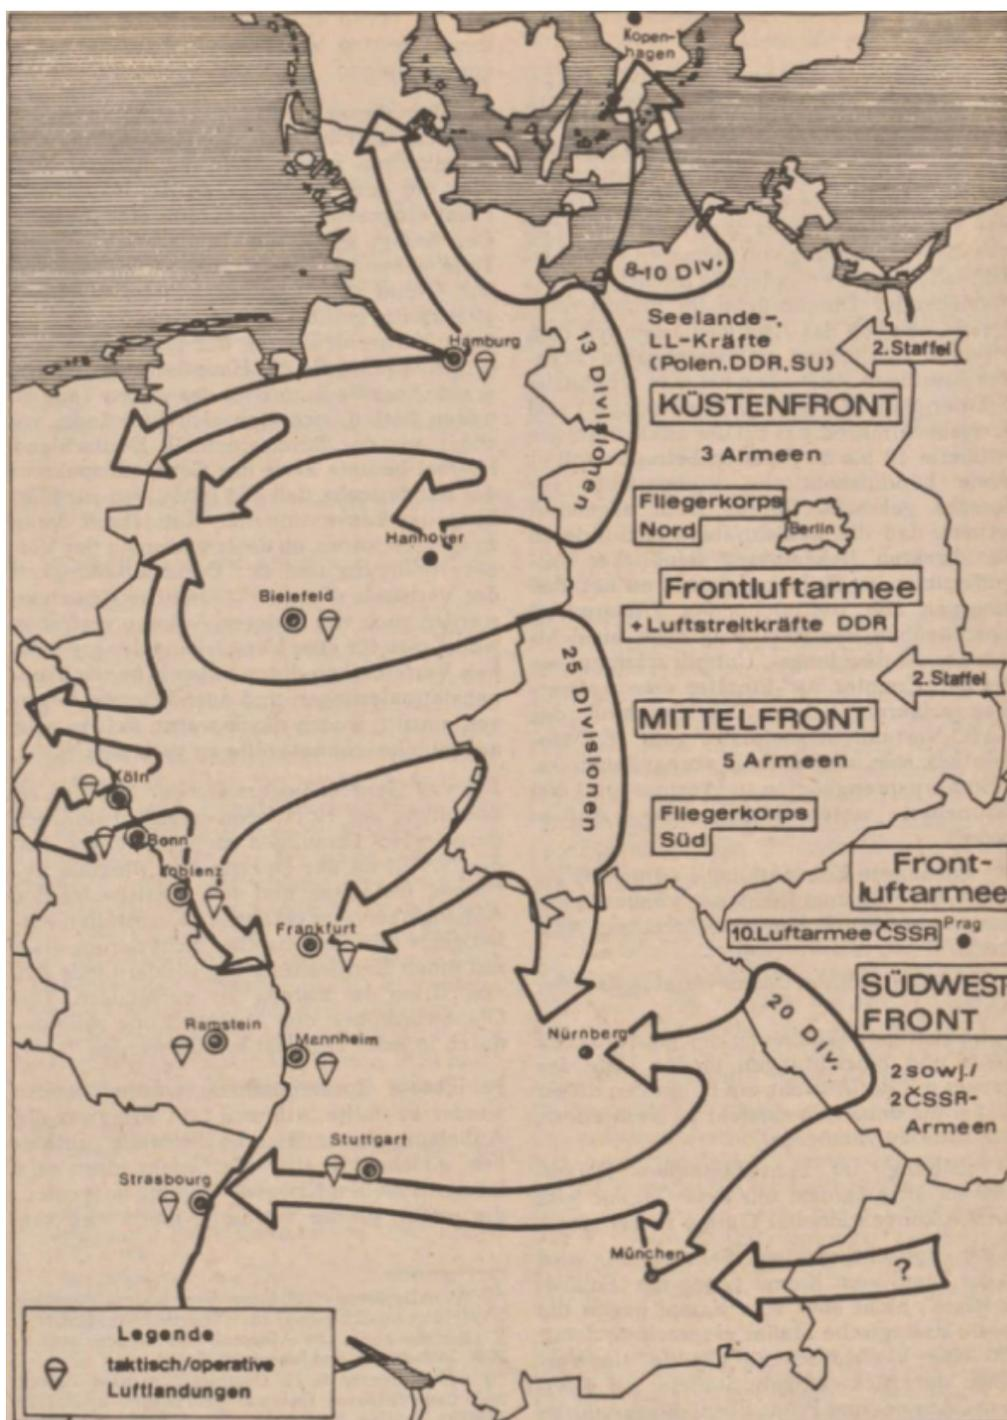 Kopen-
hagen
8-10 Div.
Seelande-,
LL-Kräfte
(Polen.DDR,SU)
2.Staffel
Hamburg
13 Divisionen
KÜSTENFRONT
3 Armeen
Fliegerkorps
Nord
Berlin
Hannover
Frontluftarmee
+ Luftstreitkräfte DDR
Bielefeld
25 Divisionen
2.Staffel
MITTELFRONT
5 Armeen
Köln
Fliegerkorps
Süd
Bonn
Koblenz
Front-
luftarmee
Frankfurt
10.Luftarmee ČSSR
Prag
SÜDWEST
FRONT
20 Div.
Ramstein
Mannheim
Nürnberg
2 sowj./
2 ČSSR-
Armeen
Stuttgart
Strasbourg
München
?
Legende
taktisch/operative
Luftlandungen